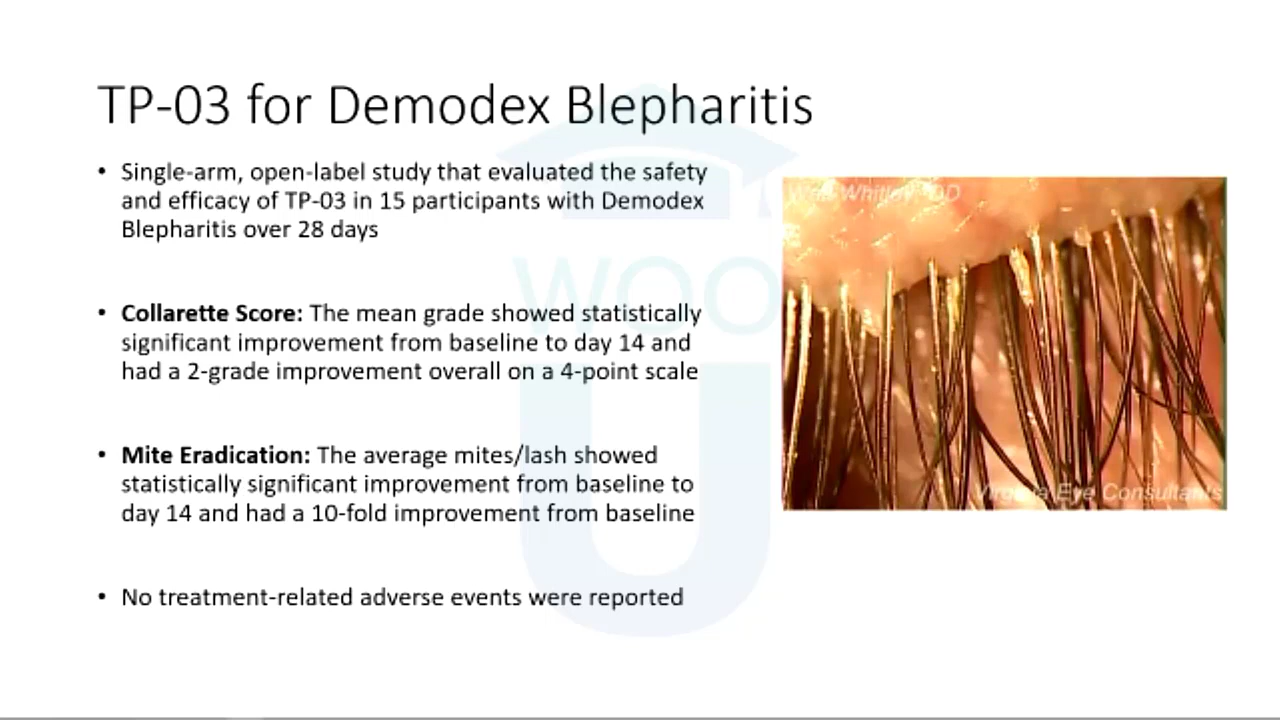 TP-03 for Demodex Blepharitis
• Single-arm, open-label study that evaluated the safety
and efficacy of TP-03 in 15 participants with Demodex
Blepharitis over 28 days
• Collarette Score: The mean grade showed statistically
significant improvement from baseline to day 14 and
had a 2-grade improvement overall on a 4-point scale
• Mite Eradication: The average mites/lash showed
statistically significant improvement from baseline to
day 14 and had a 10-fold improvement from baseline
• No treatment-related adverse events were reported
Whitley, OD
Virginia Eye Consultants
WOO
U